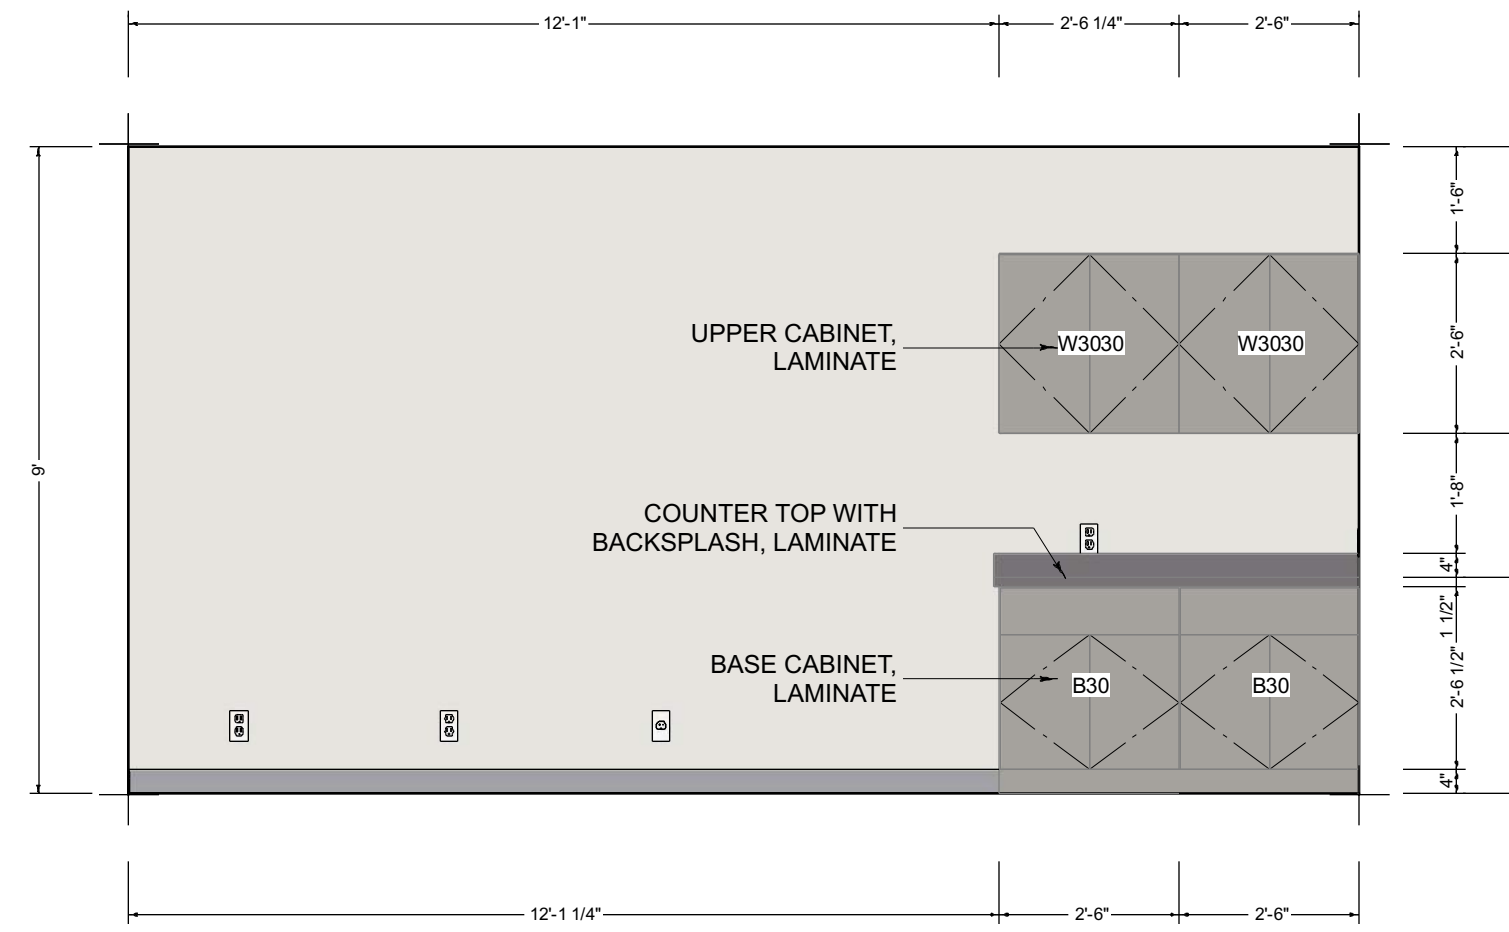 12'-1"
2'-6 1/4"
2'-6"
9'
1'-6"
UPPER CABINET,
LAMINATE
W3030
W3030
2'-6"
COUNTER TOP WITH
BACKSPLASH, LAMINATE
1'-8"
4"
1 1/2"
BASE CABINET,
LAMINATE
B30
B30
2'-6 1/2"
4"
12'-1 1/4"
2'-6"
2'-6"